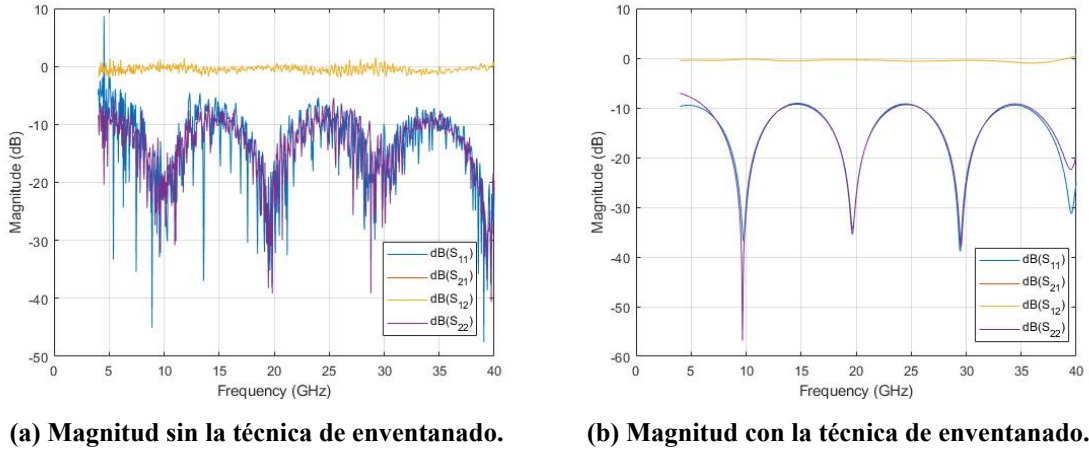 10
0
-10
-20
-30
-40
-50
0 5 10 15 20 25 30 35 40
Magnitude (dB)
Frequency (GHz)
dB(S11)
dB(S21)
dB(S12)
dB(S22)
(a) Magnitud sin la técnica de enventanado.
10
0
-10
-20
-30
-40
-50
-60
0 5 10 15 20 25 30 35 40
Magnitude (dB)
Frequency (GHz)
dB(S11)
dB(S21)
dB(S12)
dB(S22)
(b) Magnitud con la técnica de enventanado.